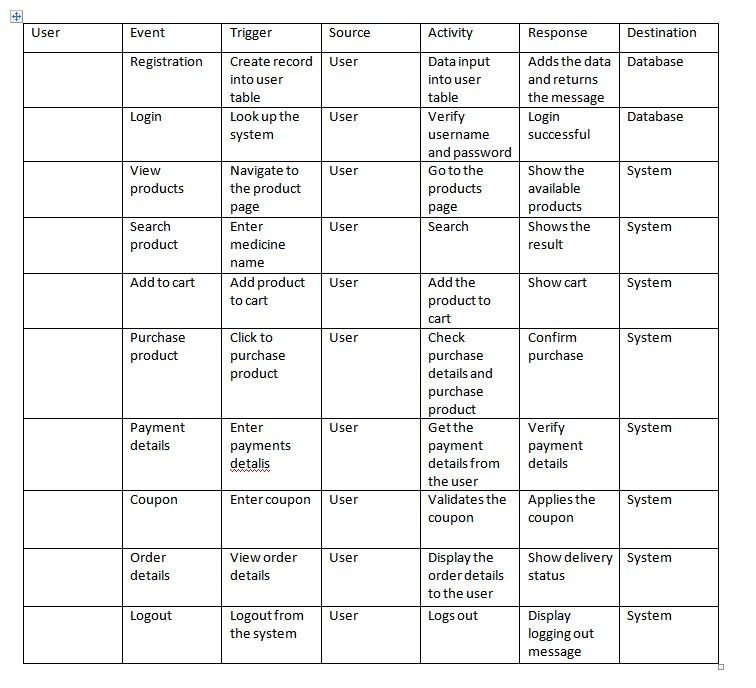 User Event Trigger Source Activity Response Destination
Registration Create record User Data input Adds the data Database
into user into user and returns
table table the message
Login Look up the User Verify Login Database
system username successful
and password
View Navigate to User Go to the Show the System
products the product products available
page page products
Search Enter User Search Shows the System
product medicine result
name
Add to cart Add product User Add the Show cart System
to cart product to
cart
Purchase Click to User Check Confirm System
product purchase purchase purchase
product details and
purchase
product
Payment Enter User Get the Verify System
details payments payment payment
detalis details from details
the user
Coupon Enter coupon User Validates the Applies the System
coupon coupon
Order View order User Display the Show delivery System
details details order details status
to the user
Logout Logout from User Logs out Display System
the system logging out
message